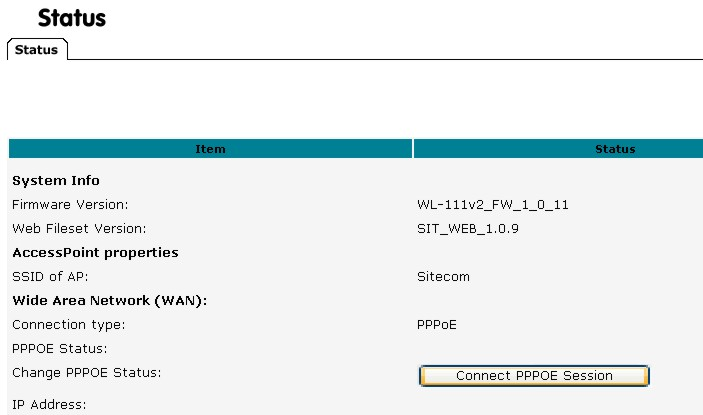 Status
Status
Item Status
System Info
Firmware Version: WL-111v2_FW_1_0_11
Web Fileset Version: SIT_WEB_1.0.9
AccessPoint properties
SSID of AP: Sitecom
Wide Area Network (WAN):
Connection type: PPPoE
PPPOE Status:
Change PPPOE Status: Connect PPPOE Session
IP Address: